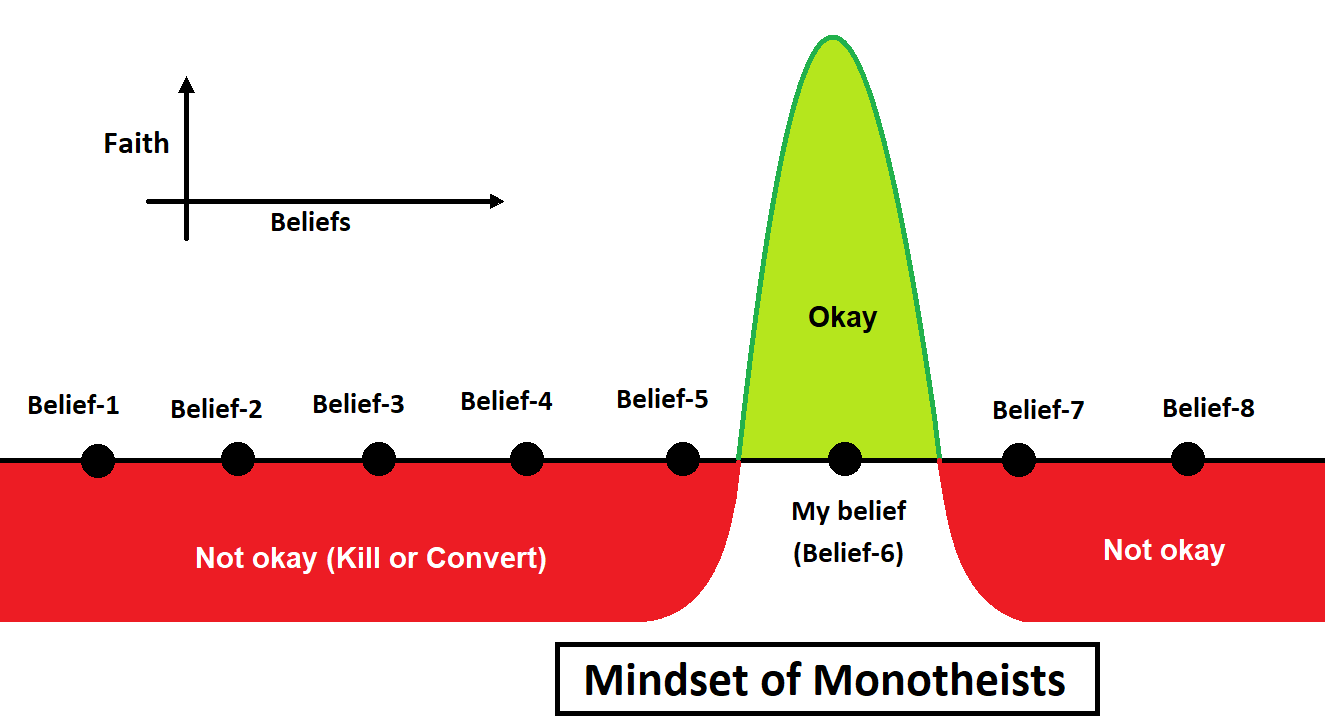 Faith
Beliefs
Okay
Belief-1
Belief-2
Belief-3
Belief-4
Belief-5
Belief-7
Belief-8
My belief
(Belief-6)
Not okay (Kill or Convert)
Not okay
Mindset of Monotheists